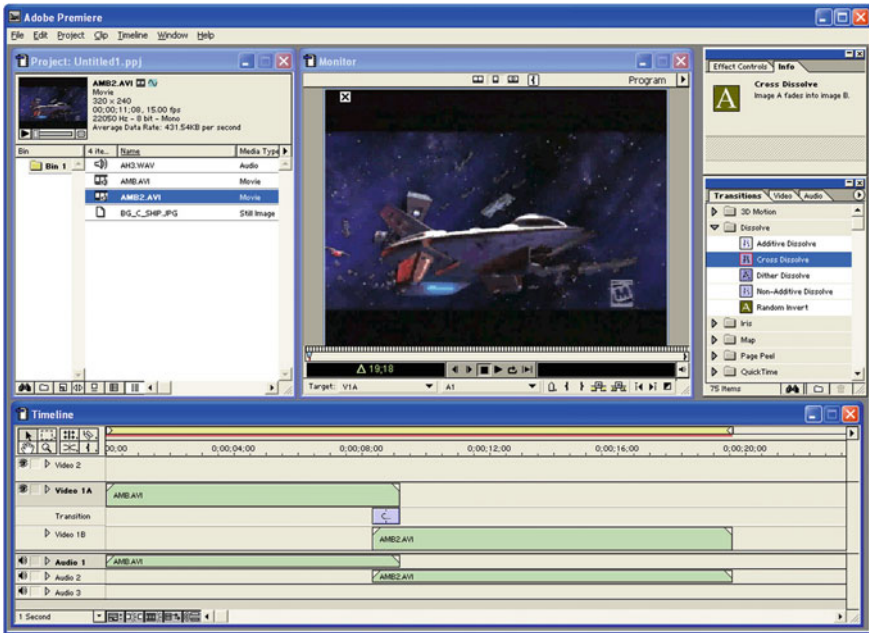 Adobe Premiere
File Edit Project Clip Timeline Window Help
Project: Untitled1.ppj
AMB2.AVI
Movie
320 x 240
00;00;11;08, 15.00 fps
22050 Hz - 8 bit - Mono
Average Data Rate: 431.54KB per second
Bin 4 ite... Name Media Type
Bin 1
AH3.WAV Audio
AMB.AVI Movie
AMB2.AVI Movie
BG_C_SHIP.JPG Still Image
Monitor
Program
Δ 19;18
Target: V1A A1
Effect Controls Info
A
Cross Dissolve
Image A fades into image B.
Transitions Video Audio
3D Motion
Dissolve
Additive Dissolve
Cross Dissolve
Dither Dissolve
Non-Additive Dissolve
Random Invert
Iris
Map
Page Peel
QuickTime
75 Items
Timeline
00;00 0;00;04;00 0;00;08;00 0;00;12;00 0;00;16;00 0;00;20;00
Video 2
Video 1A AMB.AVI
Transition
Video 1B AMB2.AVI
Audio 1 AMB.AVI
Audio 2 AMB2.AVI
Audio 3
1 Second